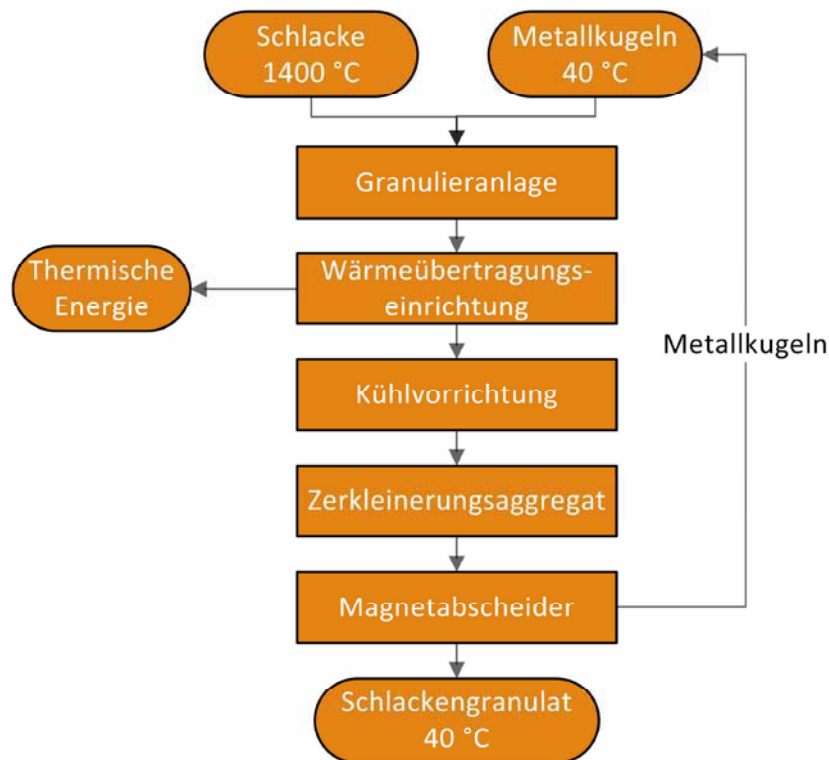 Schlacke
1400 °C
Metallkugeln
40 °C
Granulieranlage
Thermische
Energie
Wärmeübertragungs-
einrichtung
Metallkugeln
Kühlvorrichtung
Zerkleinerungsaggregat
Magnetabscheider
Schlackengranulat
40 °C